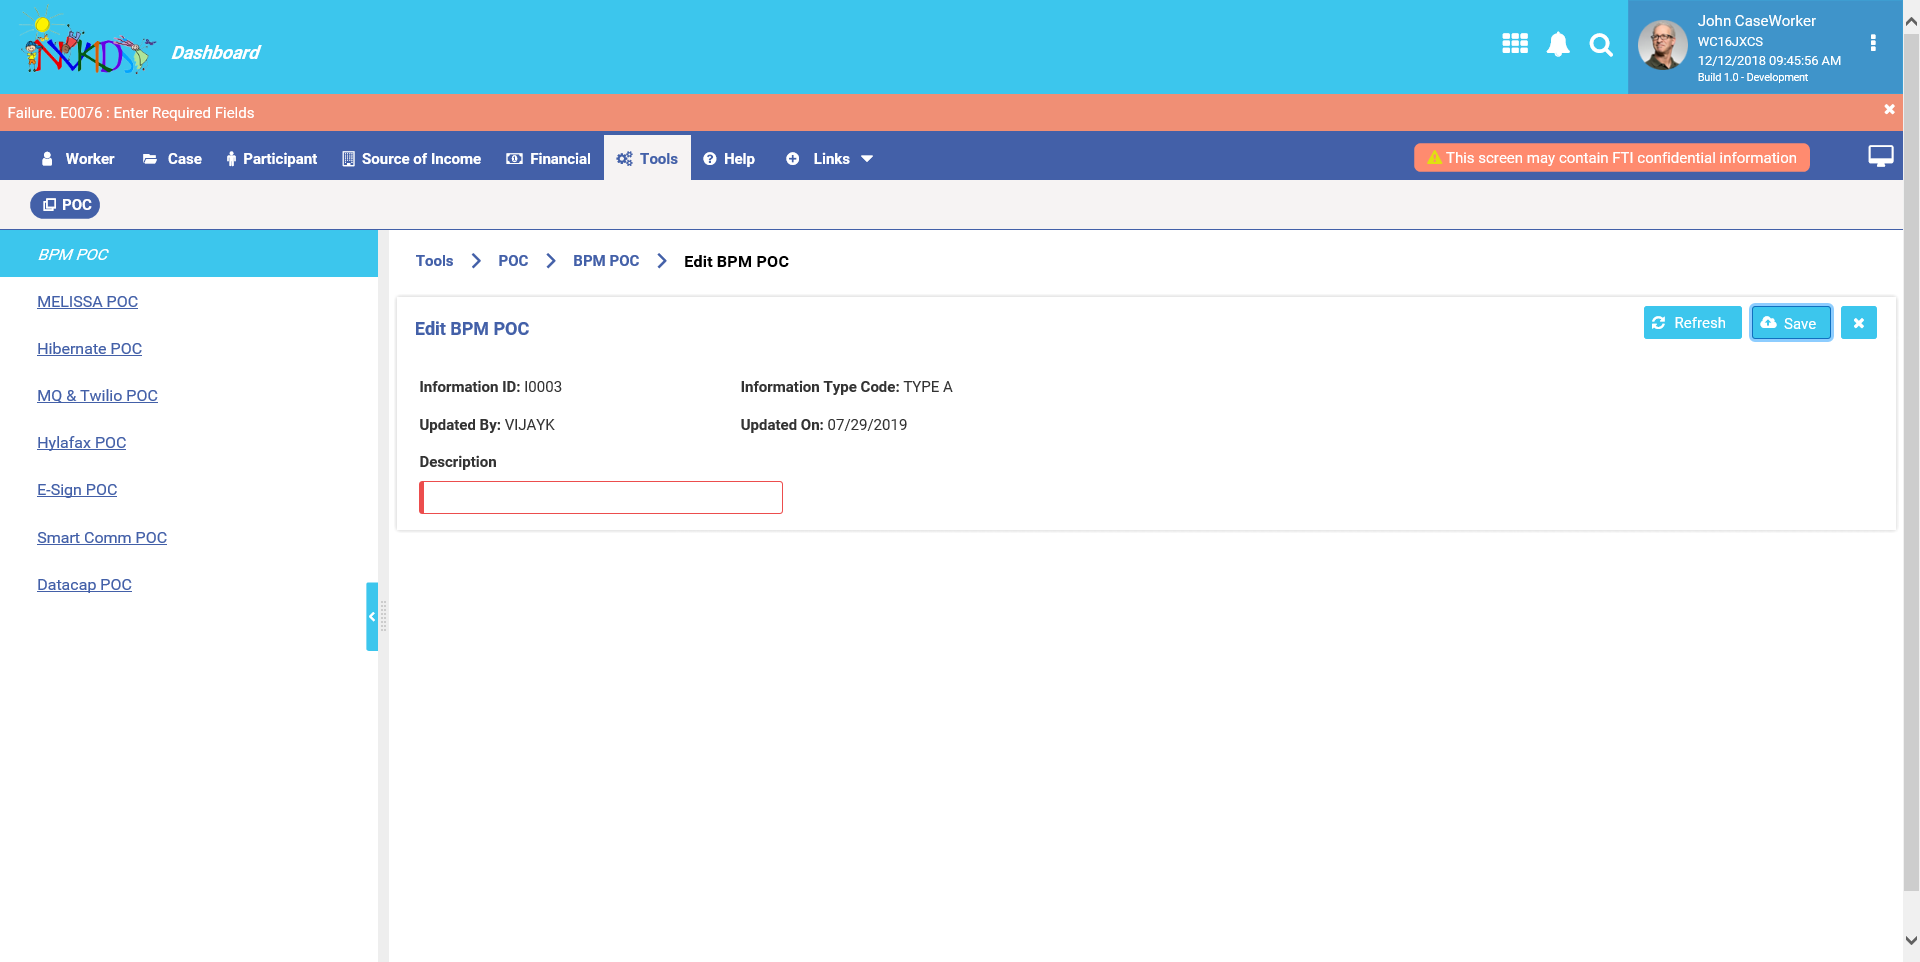 NVKIDS
Dashboard
John CaseWorker
WC16JXCS
12/12/2018 09:45:56 AM
Build 1.0 - Development
Failure. E0076 : Enter Required Fields
Worker Case Participant Source of Income Financial Tools Help Links
This screen may contain FTI confidential information
POC
BPM POC
MELISSA POC
Hibernate POC
MQ & Twilio POC
Hylafax POC
E-Sign POC
Smart Comm POC
Datacap POC
Tools POC BPM POC Edit BPM POC
Edit BPM POC
Refresh Save
Information ID: I0003 Information Type Code: TYPE A
Updated By: VIJAYK Updated On: 07/29/2019
Description